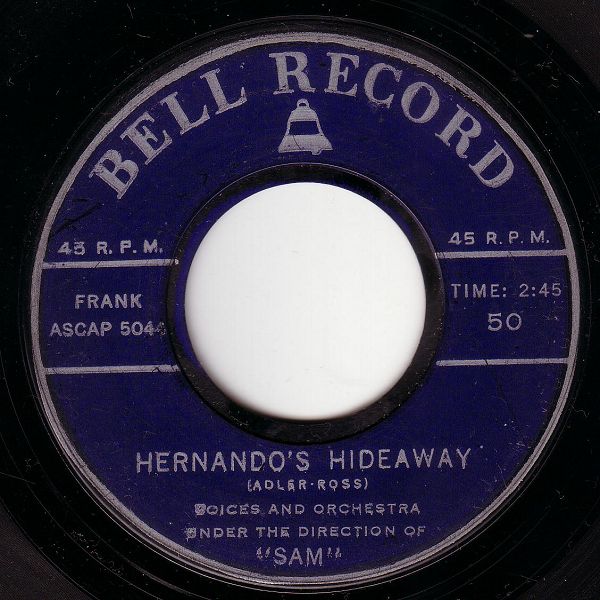 BELL RECORD
45 R. P. M.
45 R. P. M.
FRANK
ASCAP 5044
TIME: 2:45
50
HERNANDO'S HIDEAWAY
(ADLER-ROSS)
VOICES AND ORCHESTRA
UNDER THE DIRECTION OF
"SAM"